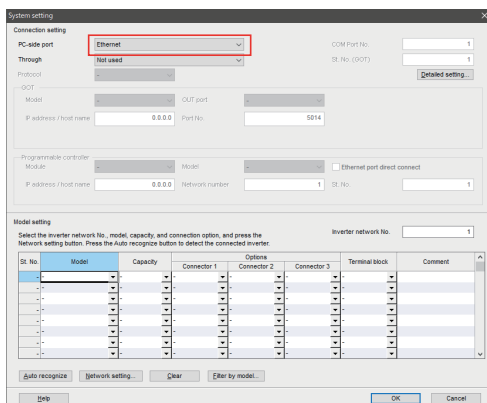 System setting
Connection setting
PC-side port Ethernet COM Port No. 1
Through Not used St. No. (GOT) 1
Protocol - Detailed setting...
GOT
Model - OUT port -
IP address / host name 0.0.0.0 Port No. 5014
Programmable controller
Module - Model - Ethernet port direct connect
IP address / host name 0.0.0.0 Network number 1 St. No. 1
Model setting
Select the inverter network No., model, capacity, and connection option, and press the Inverter network No. 1
Network setting button. Press the Auto recognize button to detect the connected inverter.
St. No. Model Capacity Options Terminal block Comment
Connector 1 Connector 2 Connector 3
- - - - - - -
- - - - - - -
- - - - - - -
- - - - - - -
- - - - - - -
- - - - - - -
- - - - - - -
- - - - - - -
Auto recognize Network setting... Clear Filter by model...
Help OK Cancel